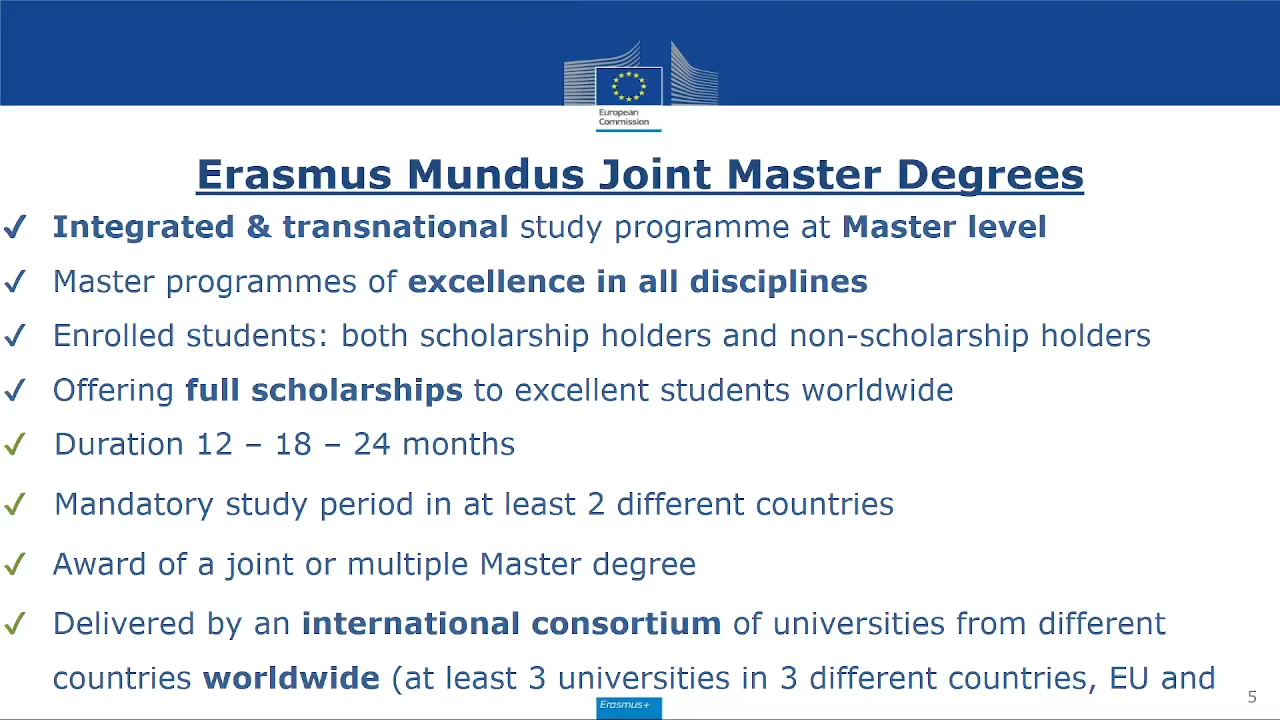 European
Commission
Erasmus Mundus Joint Master Degrees
✓ Integrated & transnational study programme at Master level
✓ Master programmes of excellence in all disciplines
✓ Enrolled students: both scholarship holders and non-scholarship holders
✓ Offering full scholarships to excellent students worldwide
✓ Duration 12 – 18 – 24 months
✓ Mandatory study period in at least 2 different countries
✓ Award of a joint or multiple Master degree
✓ Delivered by an international consortium of universities from different
countries worldwide (at least 3 universities in 3 different countries, EU and
Erasmus+
5